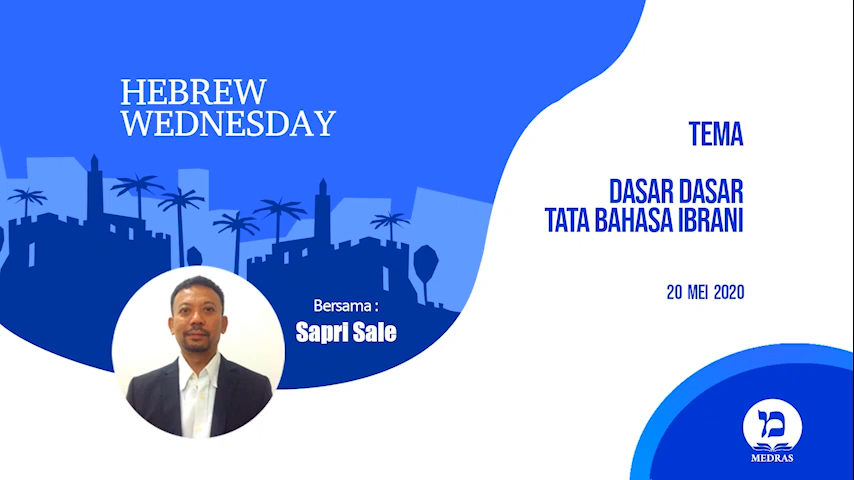 HEBREW
WEDNESDAY
TEMA
DASAR DASAR
TATA BAHASA IBRANI
20 MEI 2020
Bersama :
Sapri Sale
מ
MEDRAS